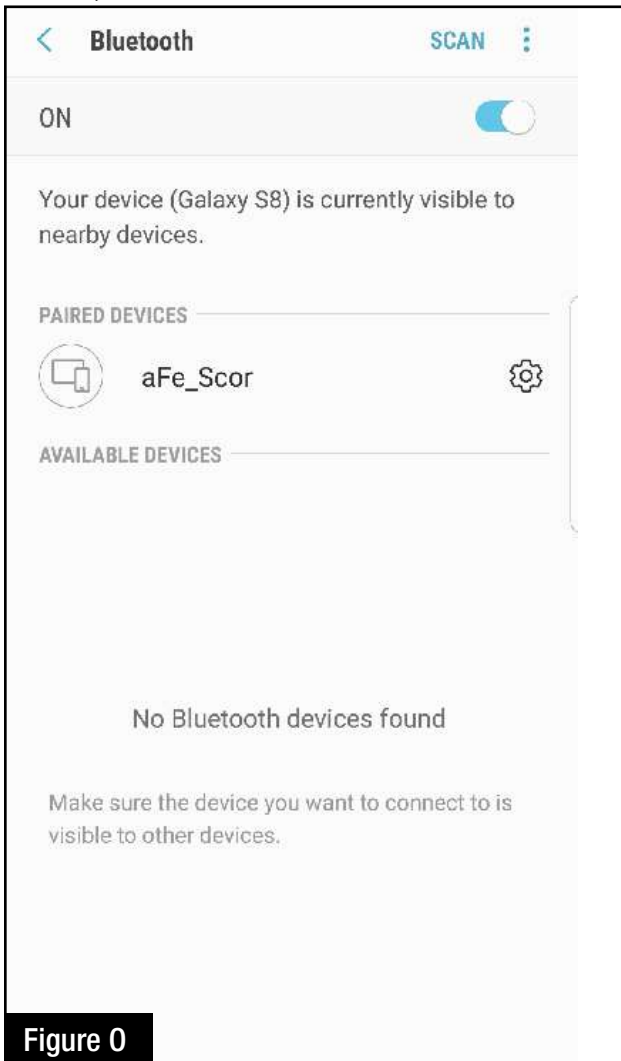 Bluetooth SCAN
ON
Your device (Galaxy S8) is currently visible to
nearby devices.
PAIRED DEVICES
aFe_Scor
AVAILABLE DEVICES
No Bluetooth devices found
Make sure the device you want to connect to is
visible to other devices.
Figure O